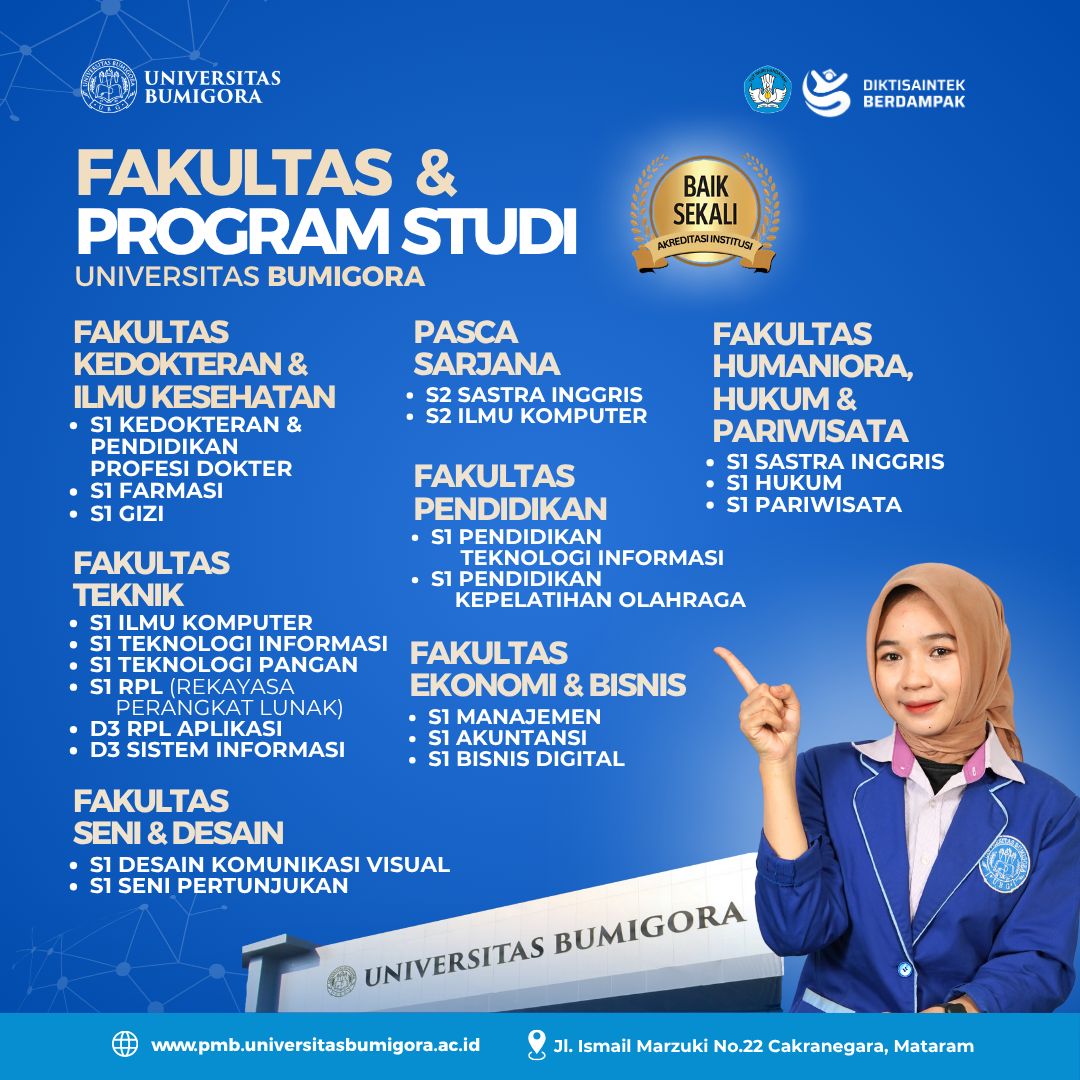 UNIVERSITAS
BUMIGORA
DIKTISAINTEK
BERDAMPAK
FAKULTAS &
PROGRAM STUDI
UNIVERSITAS BUMIGORA
BAIK
SEKALI
AKREDITASI INSTITUSI
FAKULTAS
KEDOKTERAN &
ILMU KESEHATAN
• S1 KEDOKTERAN &
PENDIDIKAN
PROFESI DOKTER
• S1 FARMASI
• S1 GIZI
FAKULTAS
TEKNIK
• S1 ILMU KOMPUTER
• S1 TEKNOLOGI INFORMASI
• S1 TEKNOLOGI PANGAN
• S1 RPL (REKAYASA
PERANGKAT LUNAK)
• D3 RPL APLIKASI
• D3 SISTEM INFORMASI
FAKULTAS
SENI & DESAIN
• S1 DESAIN KOMUNIKASI VISUAL
• S1 SENI PERTUNJUKAN
PASCA
SARJANA
• S2 SASTRA INGGRIS
• S2 ILMU KOMPUTER
FAKULTAS
PENDIDIKAN
• S1 PENDIDIKAN
TEKNOLOGI INFORMASI
• S1 PENDIDIKAN
KEPELATIHAN OLAHRAGA
FAKULTAS
EKONOMI & BISNIS
• S1 MANAJEMEN
• S1 AKUNTANSI
• S1 BISNIS DIGITAL
FAKULTAS
HUMANIORA,
HUKUM &
PARIWISATA
• S1 SASTRA INGGRIS
• S1 HUKUM
• S1 PARIWISATA
UNIVERSITAS BUMIGORA
www.pmb.universitasbumigora.ac.id
Jl. Ismail Marzuki No.22 Cakranegara, Mataram